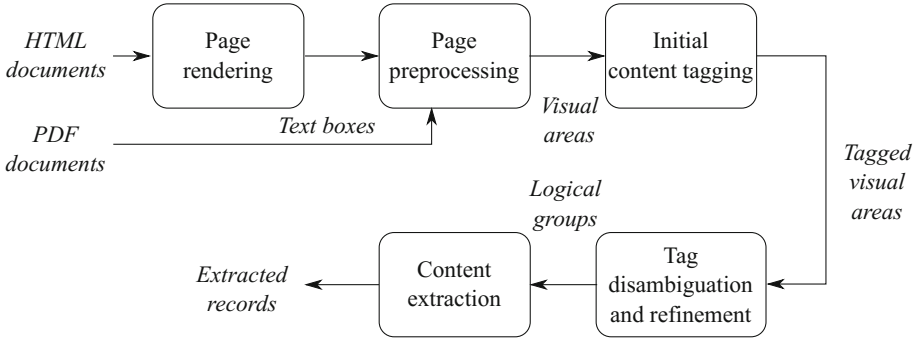 HTML
documents
Page
rendering
Page
preprocessing
Initial
content tagging
PDF
documents
Text boxes
Visual
areas
Tagged
visual
areas
Logical
groups
Extracted
records
Content
extraction
Tag
disambiguation
and refinement